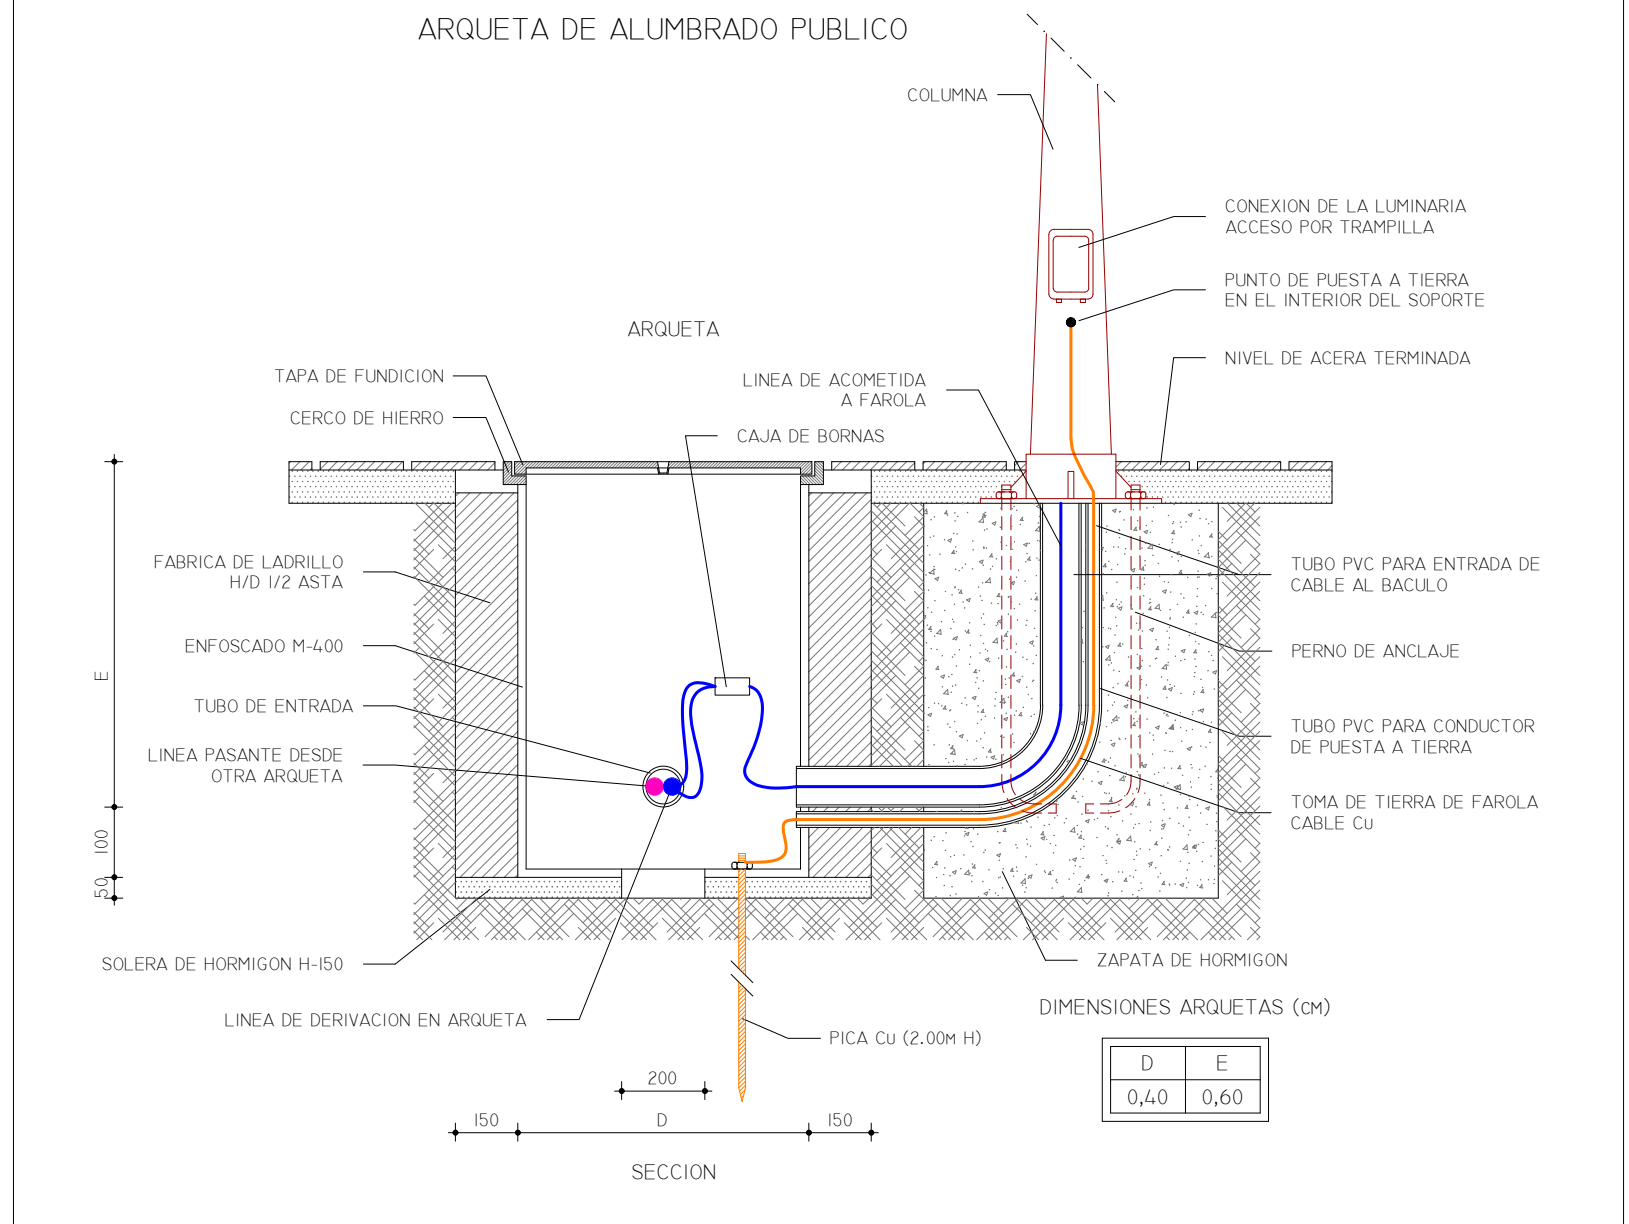 ARQUETA DE ALUMBRADO PUBLICO
COLUMNA
CONEXION DE LA LUMINARIA
ACCESO POR TRAMPILLA
PUNTO DE PUESTA A TIERRA
EN EL INTERIOR DEL SOPORTE
ARQUETA
NIVEL DE ACERA TERMINADA
TAPA DE FUNDICION
LINEA DE ACOMETIDA
A FAROLA
CERCO DE HIERRO
CAJA DE BORNAS
FABRICA DE LADRILLO
H/D 1/2 ASTA
TUBO PVC PARA ENTRADA DE
CABLE AL BACULO
ENFOSCADO M-400
PERNO DE ANCLAJE
E
TUBO DE ENTRADA
TUBO PVC PARA CONDUCTOR
DE PUESTA A TIERRA
LINEA PASANTE DESDE
OTRA ARQUETA
TOMA DE TIERRA DE FAROLA
CABLE Cu
100
50
SOLERA DE HORMIGON H-150
ZAPATA DE HORMIGON
LINEA DE DERIVACION EN ARQUETA
DIMENSIONES ARQUETAS (CM)
PICA Cu (2.00M H)
D E
0,40 0,60
200
150 D 150
SECCION